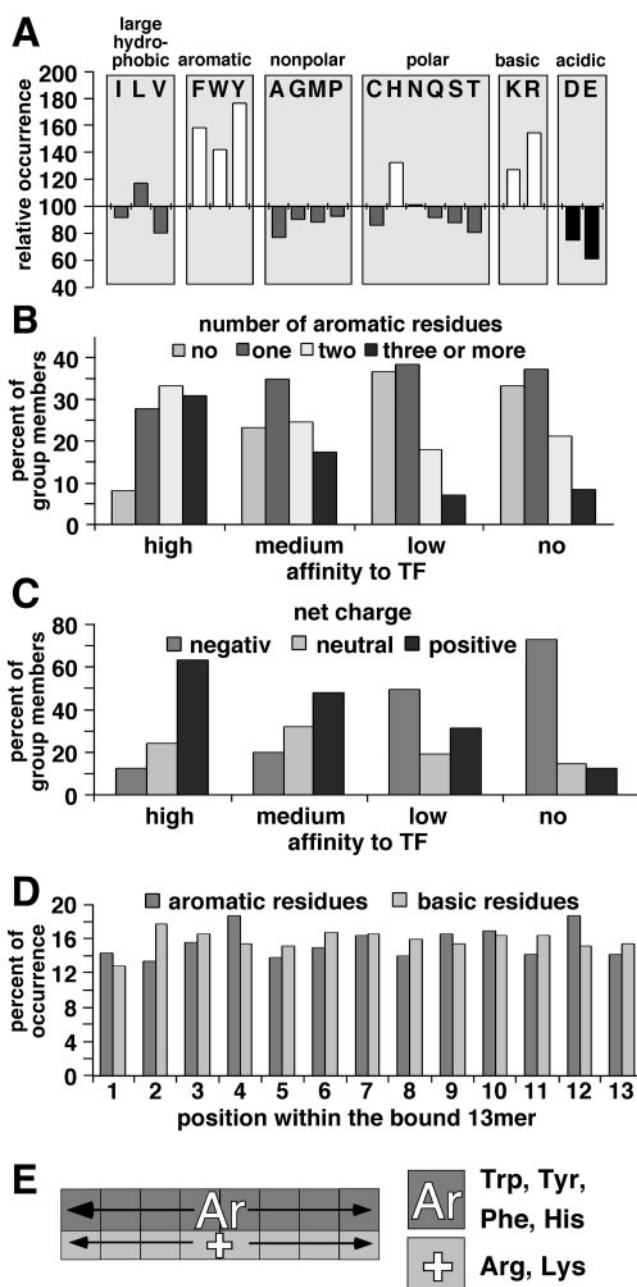 A
large
hydro-
phobic aromatic nonpolar polar basic acidic
I L V F W Y A G M P C H N Q S T K R D E
relative occurrence
200
180
160
140
120
100
80
60
40
B
number of aromatic residues
no one two three or more
percent of
group members
40
30
20
10
0
high medium low no
affinity to TF
C
net charge
negativ neutral positive
percent of
group members
80
60
40
20
0
high medium low no
affinity to TF
D
aromatic residues basic residues
percent of
occurrence
20
16
12
8
4
0
1 2 3 4 5 6 7 8 9 10 11 12 13
position within the bound 13mer
E
Ar
+
Ar Trp, Tyr,
Phe, His
+ Arg, Lys